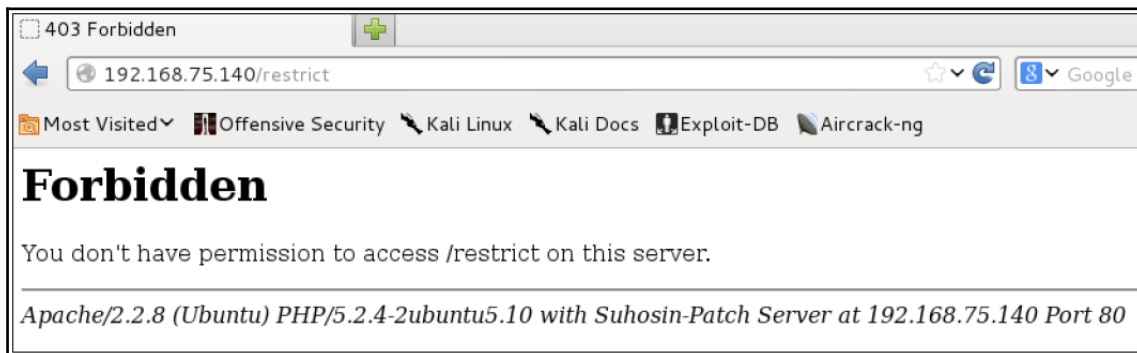 403 Forbidden
192.168.75.140/restrict
8 Google
Most Visited Offensive Security Kali Linux Kali Docs Exploit-DB Aircrack-ng
Forbidden
You don't have permission to access /restrict on this server.
Apache/2.2.8 (Ubuntu) PHP/5.2.4-2ubuntu5.10 with Suhosin-Patch Server at 192.168.75.140 Port 80